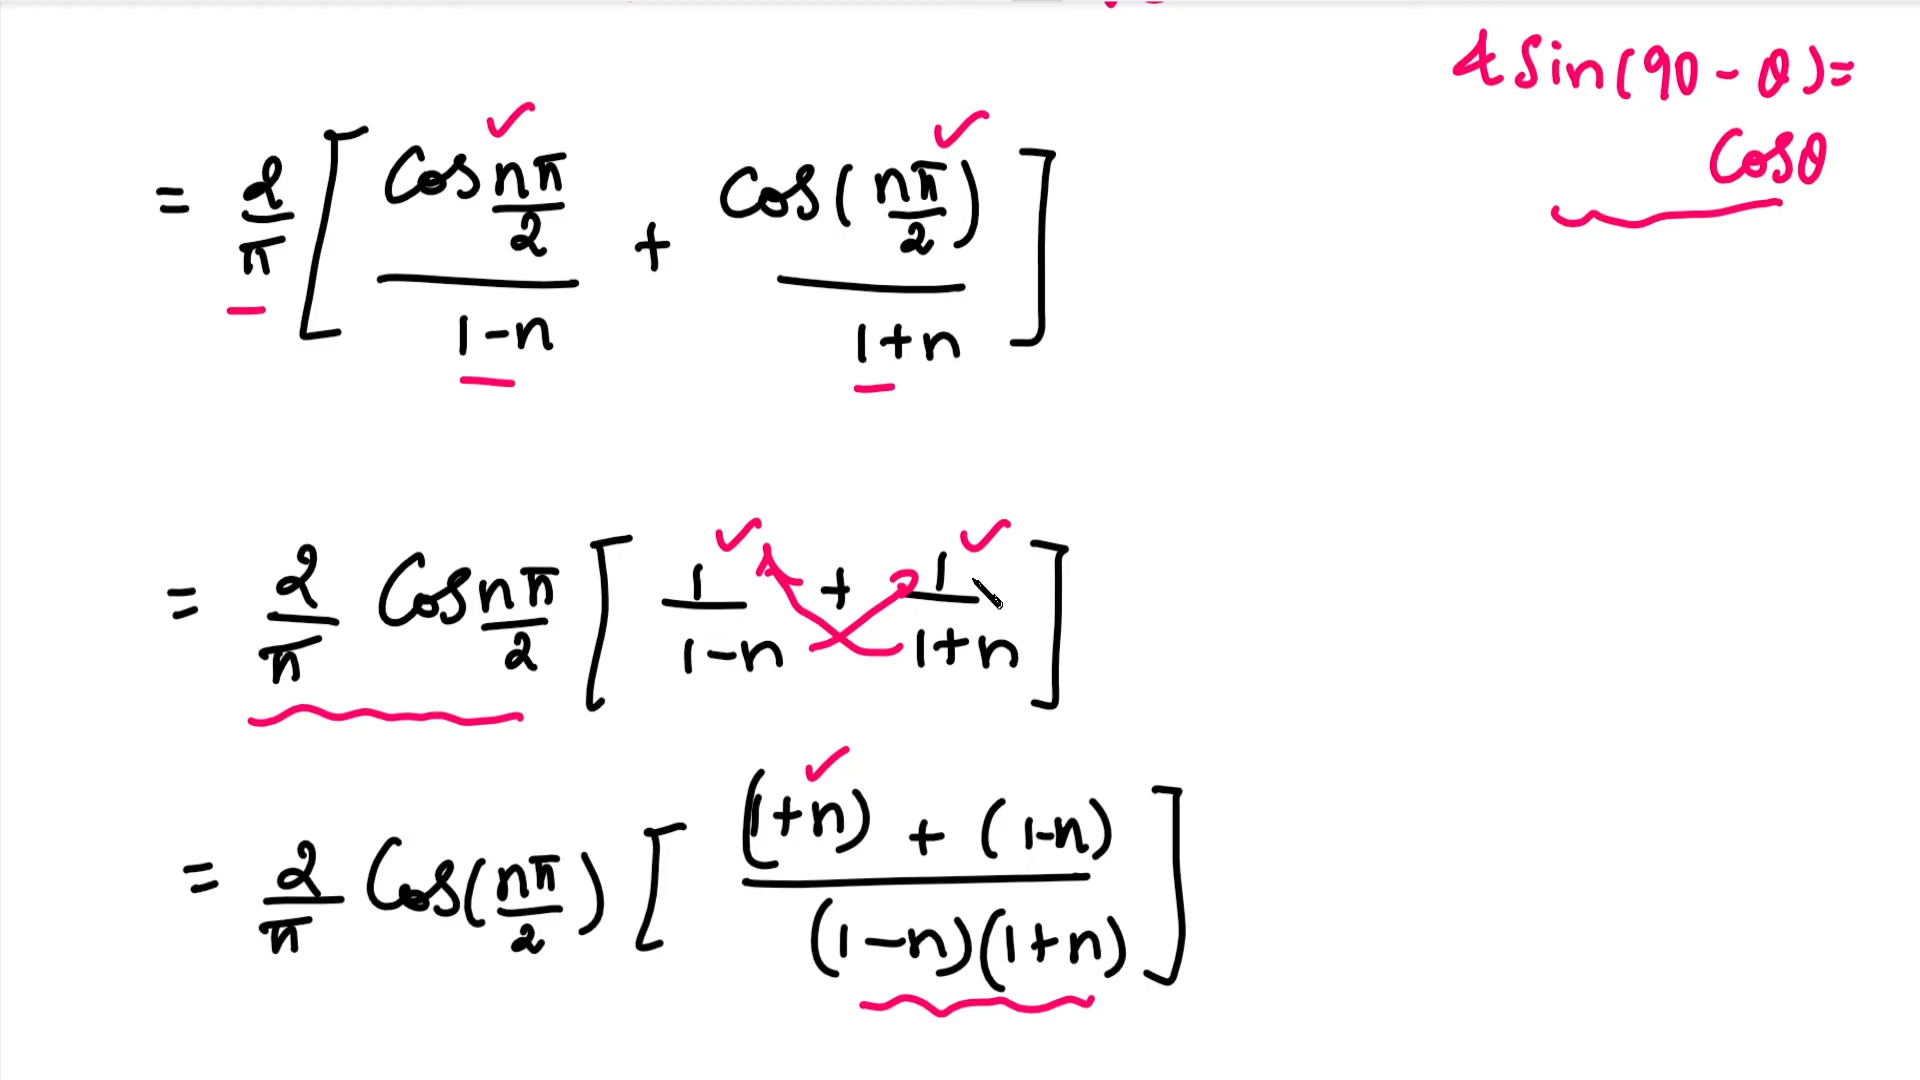 & Sin(90 - θ) =
Cosθ
= 2/π [ Cos nπ/2 / 1-n + Cos(nπ/2) / 1+n ]
= 2/π Cos nπ/2 [ 1/1-n + 1/1+n ]
= 2/π Cos(nπ/2) [ (1+n) + (1-n) / (1-n)(1+n) ]